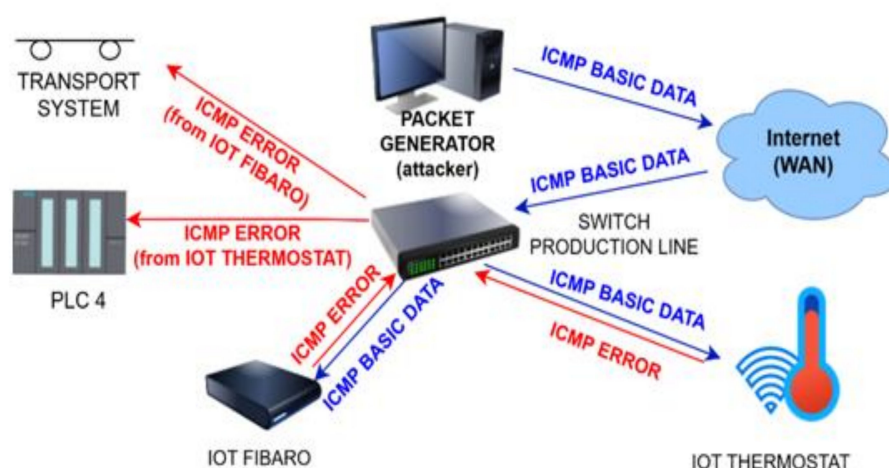 TRANSPORT
SYSTEM
ICMP ERROR
(from IOT FIBARO)
PACKET
GENERATOR
(attacker)
ICMP BASIC DATA
Internet
(WAN)
ICMP BASIC DATA
SWITCH
PRODUCTION LINE
ICMP ERROR
(from IOT THERMOSTAT)
PLC 4
ICMP ERROR
ICMP BASIC DATA
ICMP BASIC DATA
ICMP ERROR
IOT FIBARO
IOT THERMOSTAT